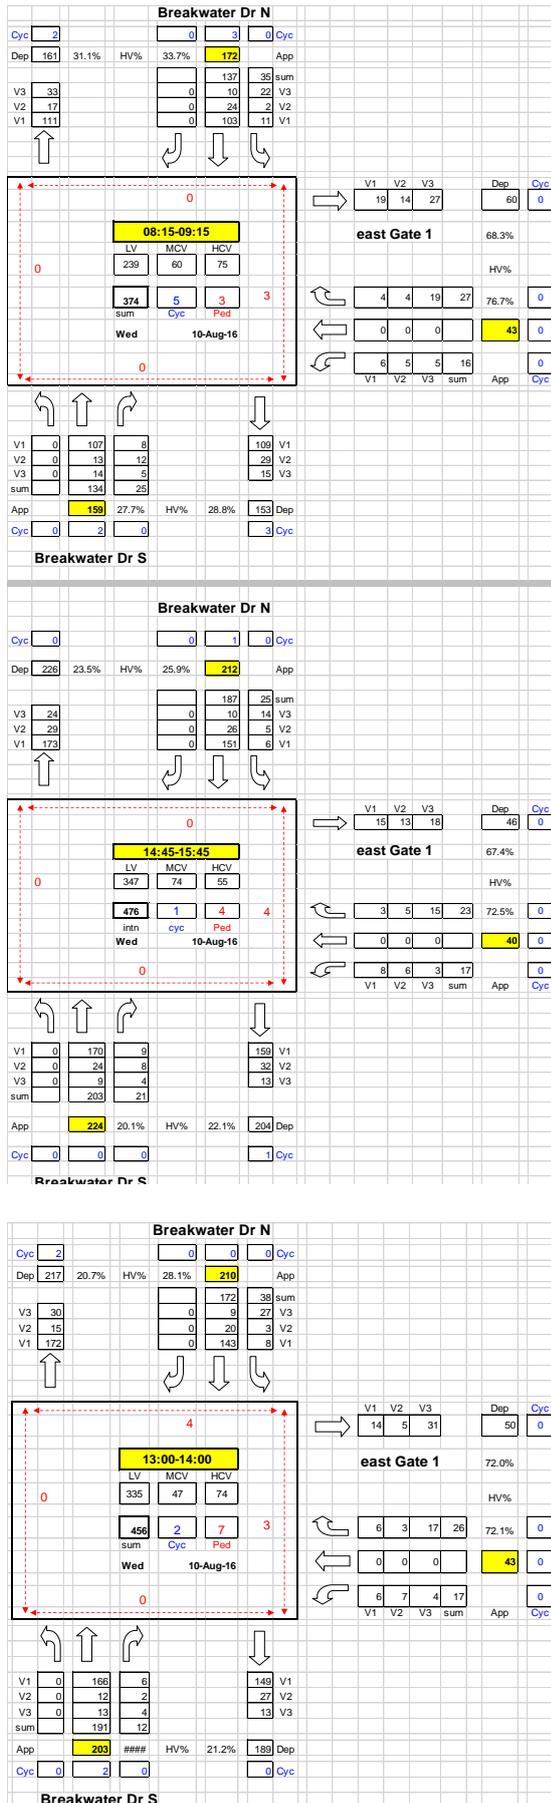 Breakwater Dr N
Cyc 2 0 3 0 Cyc
Dep 161 31.1% HV% 33.7% 172 App
137 35 sum
V3 33 0 10 22 V3
V2 17 0 24 2 V2
V1 111 0 103 11 V1
V1 V2 V3 Dep Cyc
0 19 14 27 60 0
08:15-09:15 east Gate 1 68.3%
LV MCV HCV
0 239 60 75 HV%
374 5 3 3 4 4 19 27 76.7% 0
sum Cyc Ped
Wed 10-Aug-16 0 0 0 43 0
0 6 5 5 16 0
V1 V2 V3 sum App Cyc
V1 0 107 8 109 V1
V2 0 13 12 29 V2
V3 0 14 5 15 V3
sum 134 25
App 159 27.7% HV% 28.8% 153 Dep
Cyc 0 2 0 3 Cyc
Breakwater Dr S
Breakwater Dr N
Cyc 0 0 1 0 Cyc
Dep 226 23.5% HV% 25.9% 212 App
187 25 sum
V3 24 0 10 14 V3
V2 29 0 26 5 V2
V1 173 0 151 6 V1
V1 V2 V3 Dep Cyc
0 15 13 18 46 0
14:45-15:45 east Gate 1 67.4%
LV MCV HCV
0 347 74 55 HV%
476 1 4 4 3 5 15 23 72.5% 0
intn cyc Ped
Wed 10-Aug-16 0 0 0 40 0
0 8 6 3 17 0
V1 V2 V3 sum App Cyc
V1 0 170 9 159 V1
V2 0 24 8 32 V2
V3 0 9 4 13 V3
sum 203 21
App 224 20.1% HV% 22.1% 204 Dep
Cyc 0 0 0 1 Cyc
Breakwater Dr S
Breakwater Dr N
Cyc 2 0 0 0 Cyc
Dep 217 20.7% HV% 28.1% 210 App
172 38 sum
V3 30 0 9 27 V3
V2 15 0 20 3 V2
V1 172 0 143 8 V1
V1 V2 V3 Dep Cyc
4 14 5 31 50 0
13:00-14:00 east Gate 1 72.0%
LV MCV HCV
0 335 47 74 HV%
456 2 7 3 6 3 17 26 72.1% 0
sum Cyc Ped
Wed 10-Aug-16 0 0 0 43 0
0 6 7 4 17 0
V1 V2 V3 sum App Cyc
V1 0 166 6 149 V1
V2 0 12 2 27 V2
V3 0 13 4 13 V3
sum 191 12
App 203 #### HV% 21.2% 189 Dep
Cyc 0 2 0 0 Cyc
Breakwater Dr S